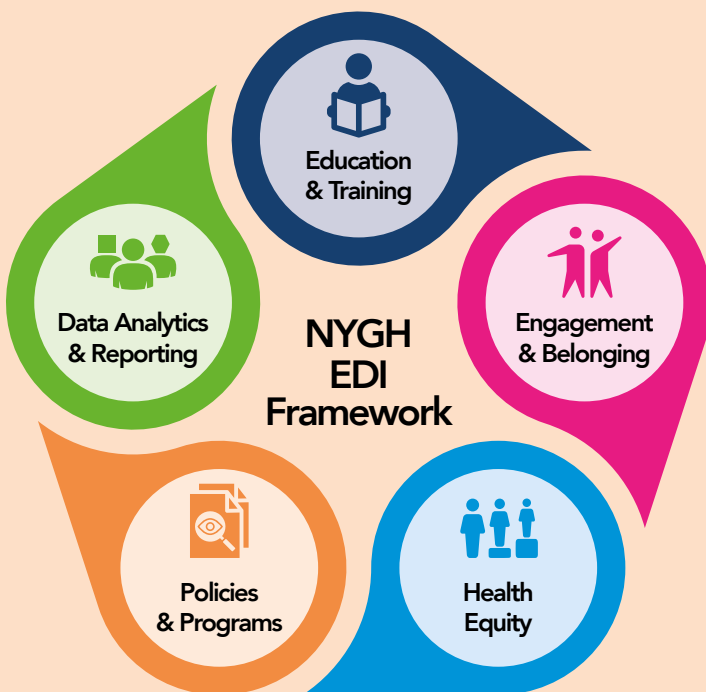 Education
& Training
Data Analytics
& Reporting
NYGH
EDI
Framework
Engagement
& Belonging
Policies
& Programs
Health
Equity